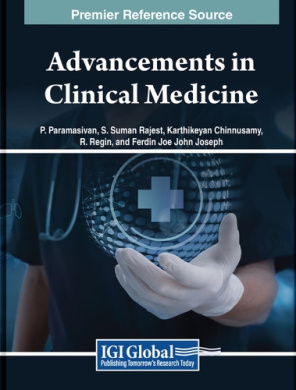 Premier Reference Source
Advancements in
Clinical Medicine
P. Paramasivan, S. Suman Rajest, Karthikeyan Chinnusamy,
R. Regin, and Ferdin Joe John Joseph
IGI Global
Publishing Tomorrow's Research Today